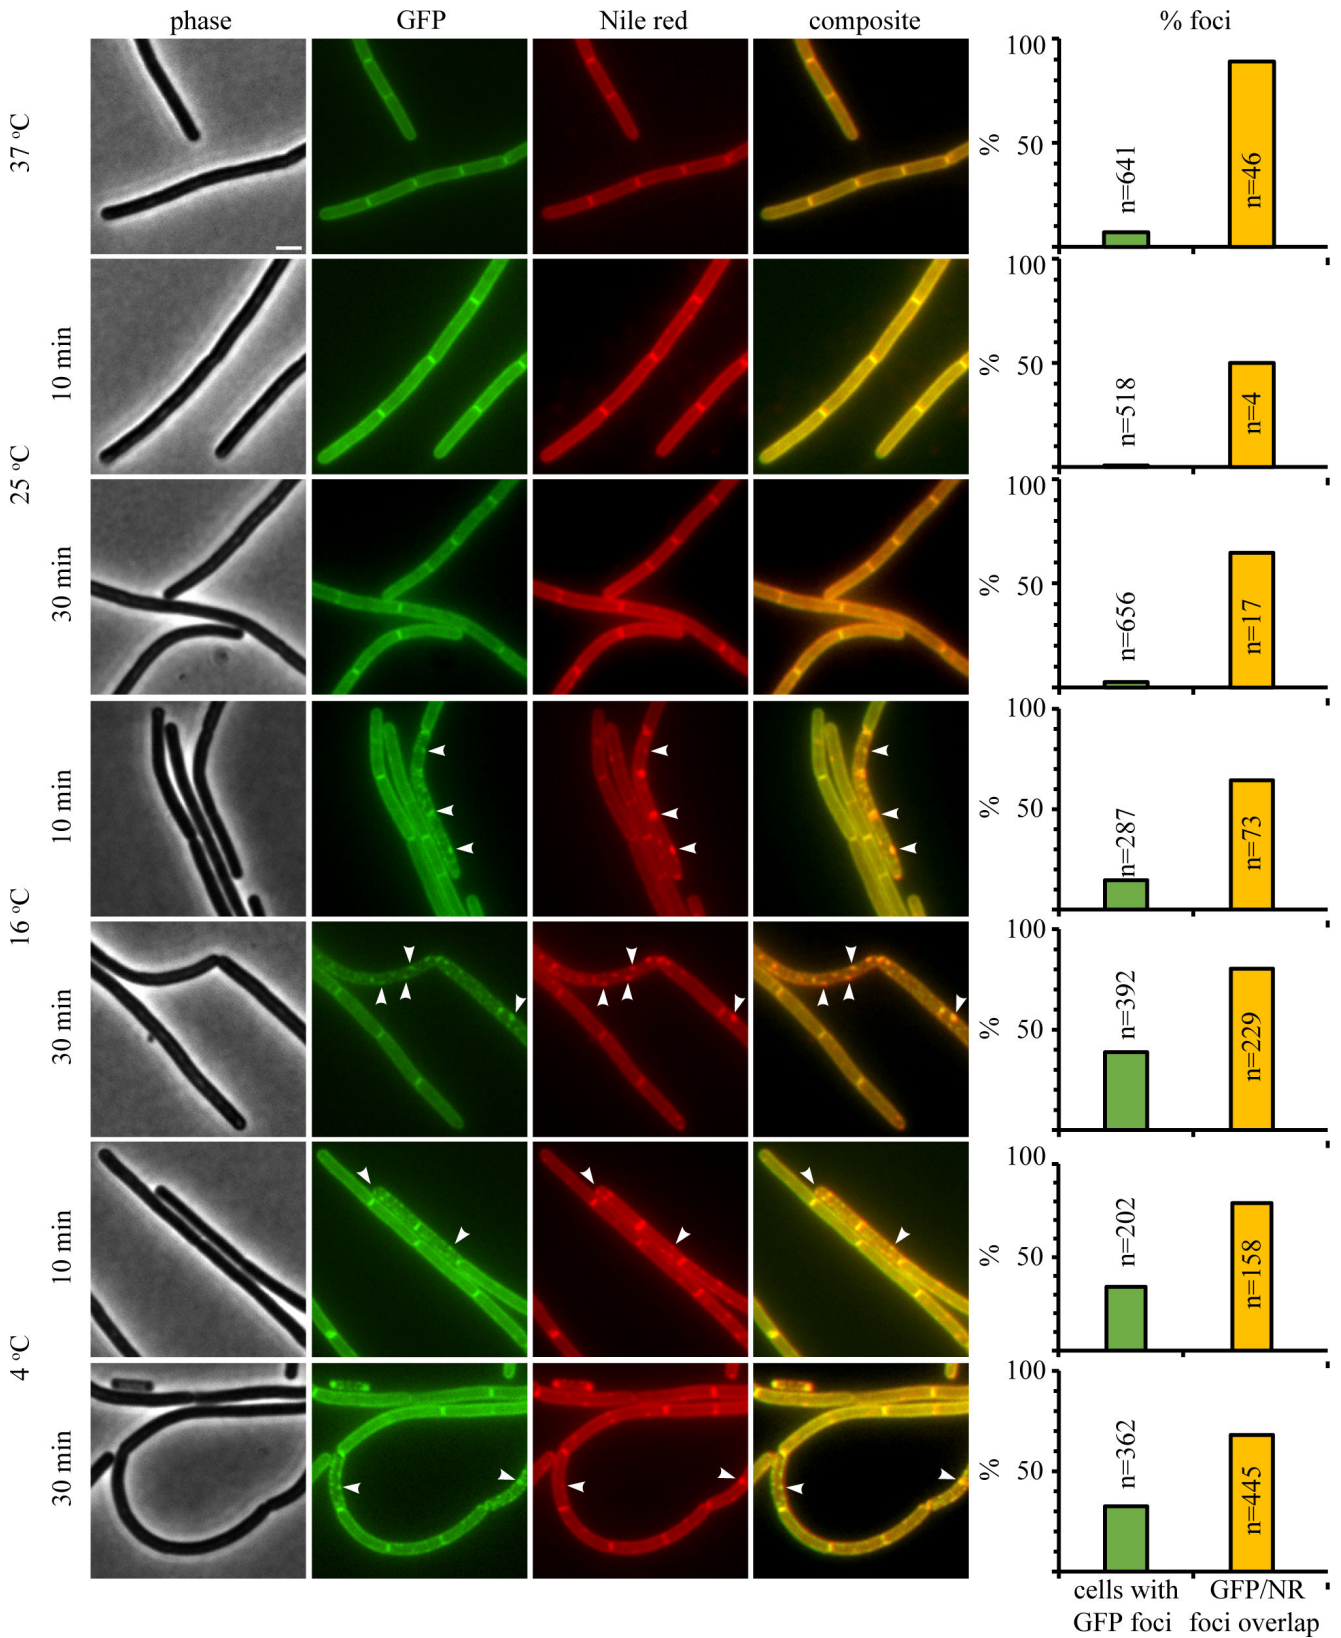 phase GFP Nile red composite % foci
37 °C
100
50
%
n=641
n=46
25 °C
10 min
100
50
%
n=518
n=4
30 min
100
50
%
n=656
n=17
16 °C
10 min
100
50
%
n=287
n=73
30 min
100
50
%
n=392
n=229
4 °C
10 min
100
50
%
n=202
n=158
30 min
100
50
%
n=362
n=445
cells with GFP/NR
GFP foci foci overlap